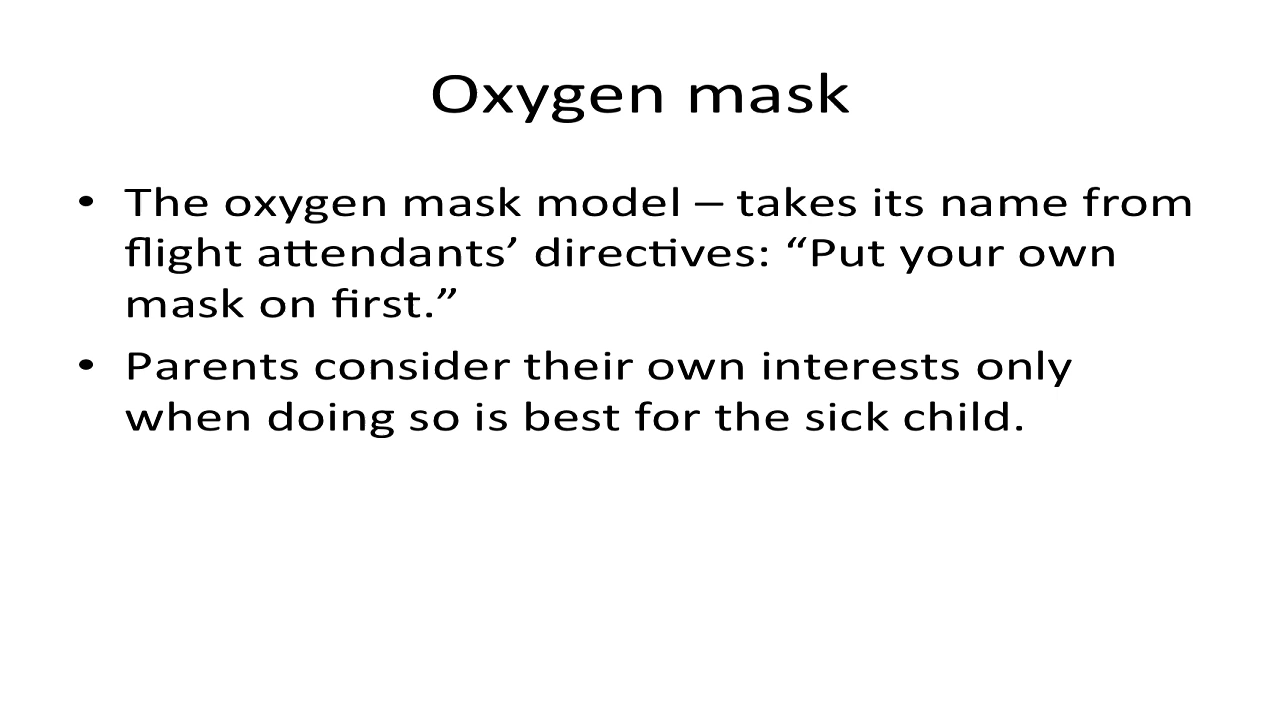 Oxygen mask
• The oxygen mask model – takes its name from
flight attendants’ directives: “Put your own
mask on first.”
• Parents consider their own interests only
when doing so is best for the sick child.